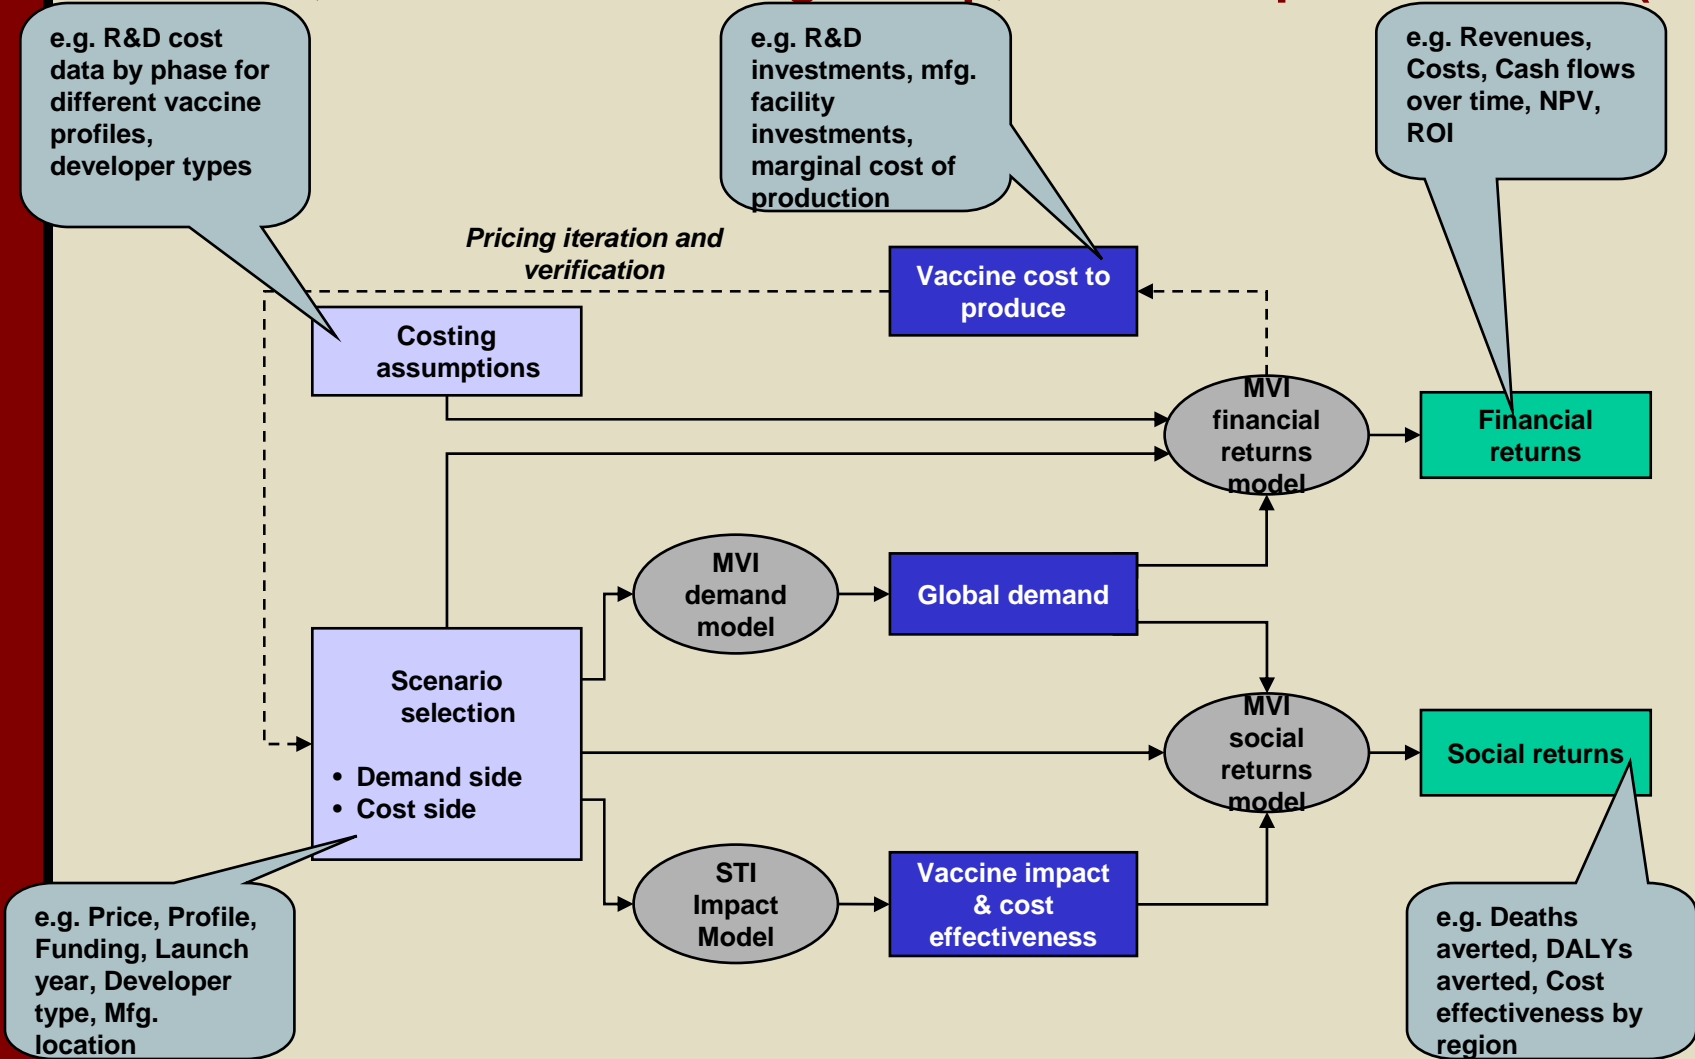 e.g. R&D cost
data by phase for
different vaccine
profiles,
developer types
e.g. R&D
investments, mfg.
facility
investments,
marginal cost of
production
e.g. Revenues,
Costs, Cash flows
over time, NPV,
ROI
Pricing iteration and
verification
Vaccine cost to
produce
Costing
assumptions
MVI
financial
returns
model
Financial
returns
MVI
demand
model
Global demand
Scenario
selection
• Demand side
• Cost side
MVI
social
returns
model
Social returns
STI
Impact
Model
Vaccine impact
& cost
effectiveness
e.g. Price, Profile,
Funding, Launch
year, Developer
type, Mfg.
location
e.g. Deaths
averted, DALYs
averted, Cost
effectiveness by
region